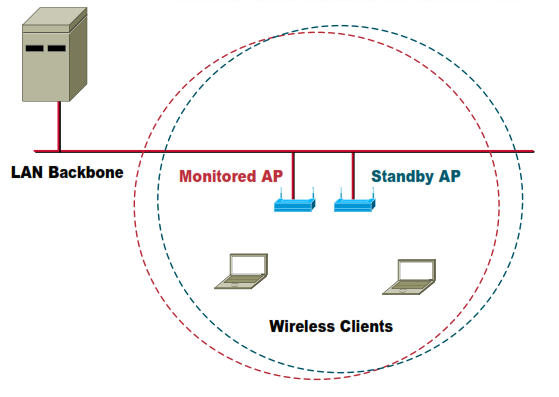 LAN Backbone
Monitored AP
Standby AP
Wireless Clients